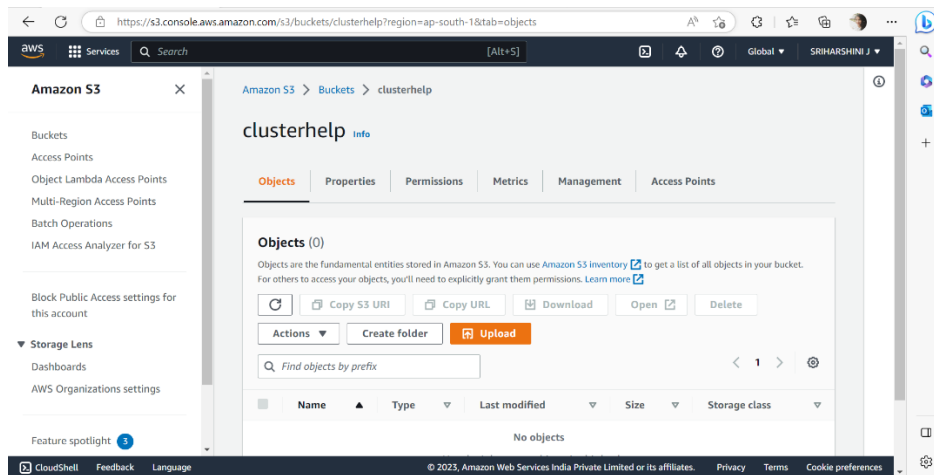 https://s3.console.aws.amazon.com/s3/buckets/clusterhelp?region=ap-south-1&tab=objects
aws Services Search [Alt+S] Global SRIHARSHINI J
Amazon S3
Buckets
Access Points
Object Lambda Access Points
Multi-Region Access Points
Batch Operations
IAM Access Analyzer for S3
Block Public Access settings for
this account
Storage Lens
Dashboards
AWS Organizations settings
Feature spotlight 3
Amazon S3 > Buckets > clusterhelp
clusterhelp Info
Objects Properties Permissions Metrics Management Access Points
Objects (0)
Objects are the fundamental entities stored in Amazon S3. You can use Amazon S3 inventory to get a list of all objects in your bucket.
For others to access your objects, you'll need to explicitly grant them permissions. Learn more
Copy S3 URI Copy URL Download Open Delete
Actions Create folder Upload
Find objects by prefix 1
Name Type Last modified Size Storage class
No objects
CloudShell Feedback Language © 2023, Amazon Web Services India Private Limited or its affiliates. Privacy Terms Cookie preferences